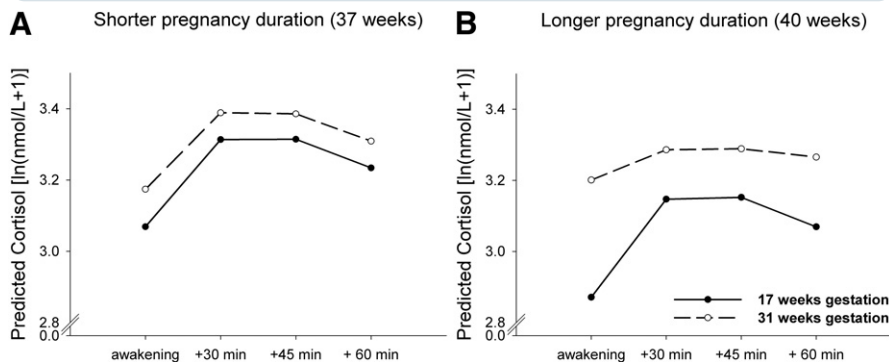 A Shorter pregnancy duration (37 weeks)
Predicted Cortisol [ln(nmol/L+1)]
3.4
3.2
3.0
2.8
0.0
awakening +30 min +45 min + 60 min
B Longer pregnancy duration (40 weeks)
Predicted Cortisol [ln(nmol/L+1)]
3.4
3.2
3.0
2.8
0.0
awakening +30 min +45 min + 60 min
17 weeks gestation
31 weeks gestation